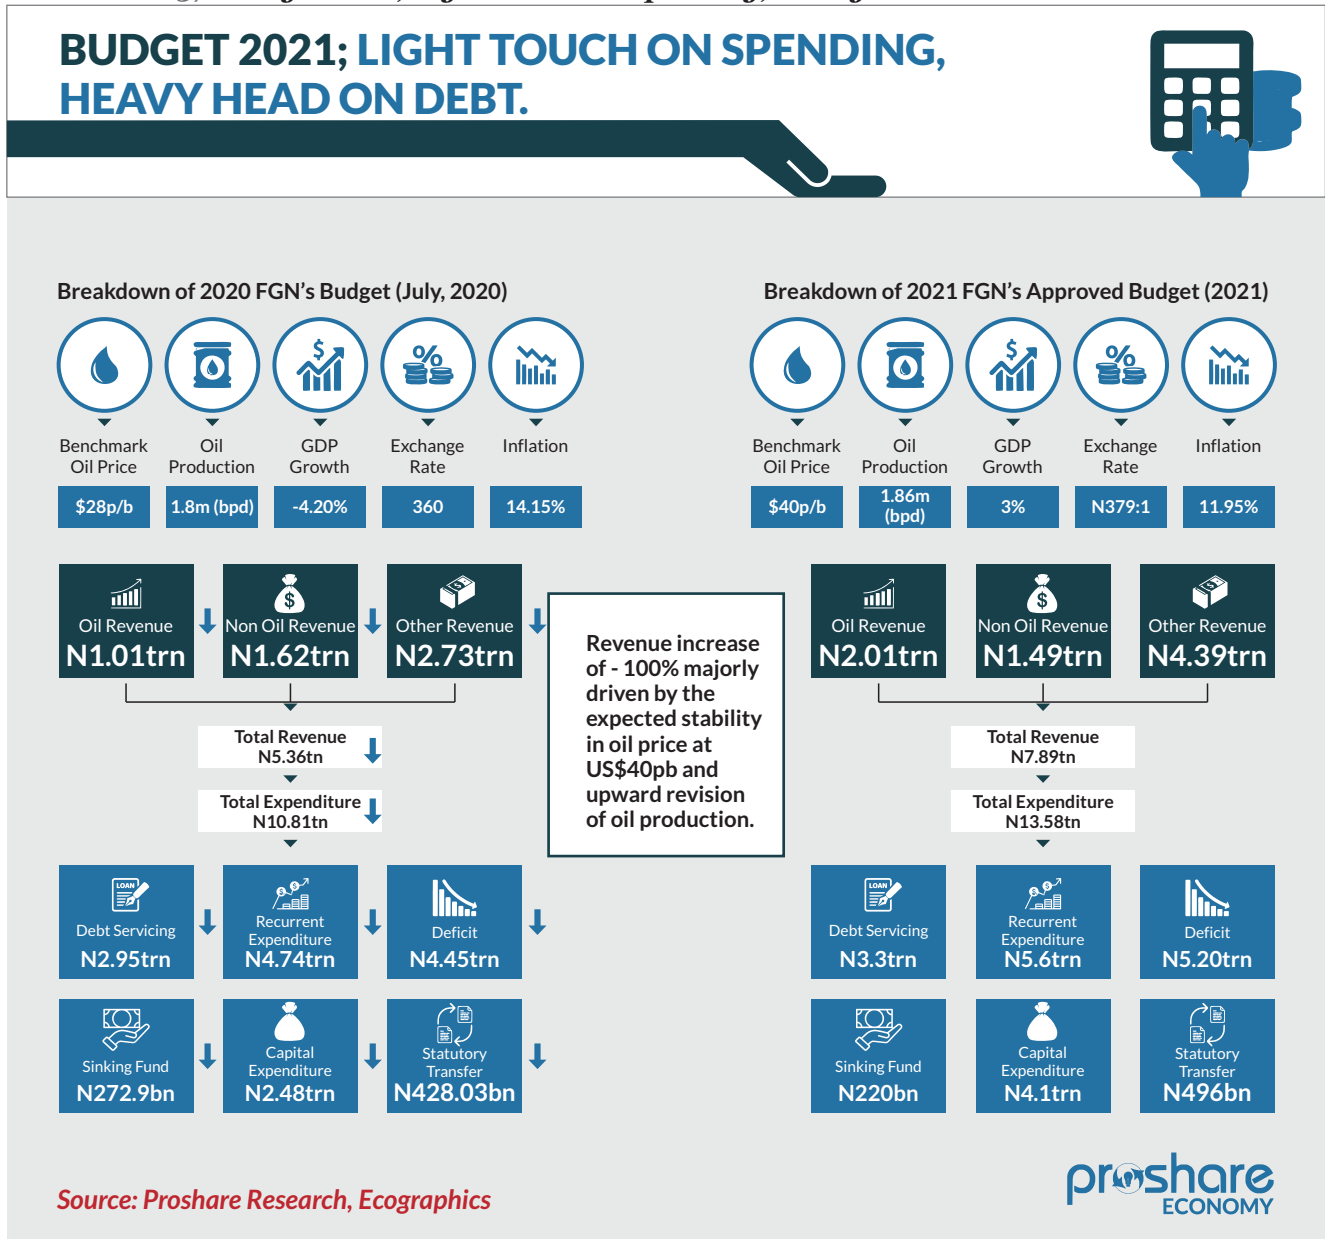 BUDGET 2021; LIGHT TOUCH ON SPENDING,
HEAVY HEAD ON DEBT.
Breakdown of 2020 FGN's Budget (July, 2020)
Benchmark
Oil Price
Oil
Production
GDP
Growth
Exchange
Rate
Inflation
$28p/b
1.8m (bpd)
-4.20%
360
14.15%
Oil Revenue
N1.01trn
Non Oil Revenue
N1.62trn
Other Revenue
N2.73trn
Total Revenue
N5.36tn
Total Expenditure
N10.81tn
LOAN
Debt Servicing
N2.95trn
Recurrent
Expenditure
N4.74trn
Deficit
N4.45trn
Sinking Fund
N272.9bn
Capital
Expenditure
N2.48trn
Statutory
Transfer
N428.03bn
Revenue increase
of - 100% majorly
driven by the
expected stability
in oil price at
US$40pb and
upward revision
of oil production.
Breakdown of 2021 FGN's Approved Budget (2021)
Benchmark
Oil Price
Oil
Production
GDP
Growth
Exchange
Rate
Inflation
$40p/b
1.86m
(bpd)
3%
N379:1
11.95%
Oil Revenue
N2.01trn
Non Oil Revenue
N1.49trn
Other Revenue
N4.39trn
Total Revenue
N7.89tn
Total Expenditure
N13.58tn
LOAN
Debt Servicing
N3.3trn
Recurrent
Expenditure
N5.6trn
Deficit
N5.20trn
Sinking Fund
N220bn
Capital
Expenditure
N4.1trn
Statutory
Transfer
N496bn
Source: Proshare Research, Ecographics
proshare
ECONOMY